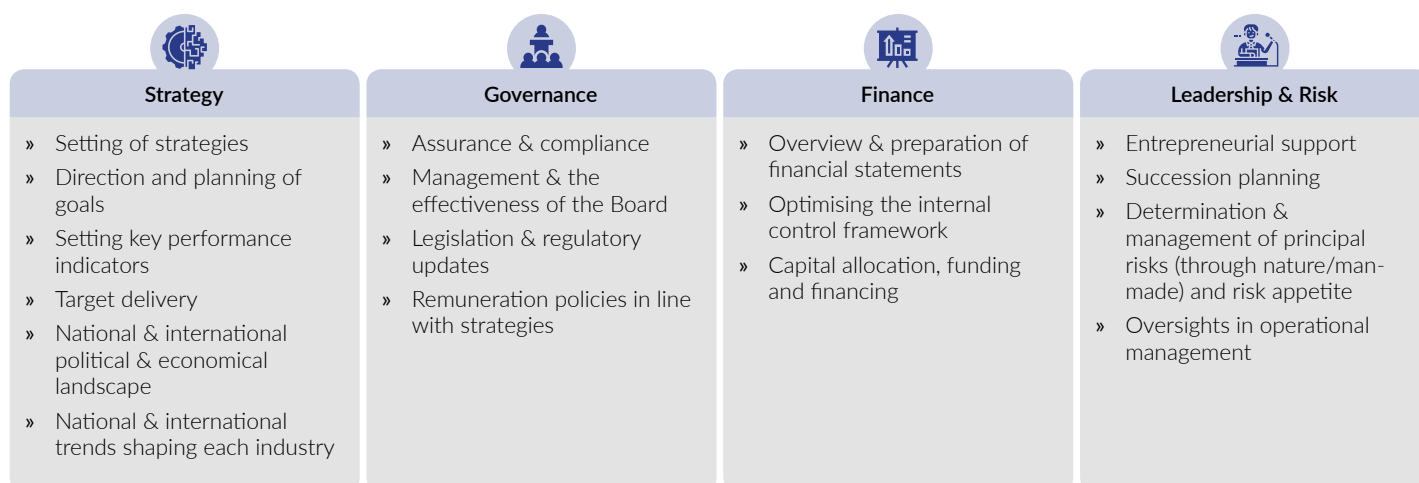 Strategy
» Setting of strategies
» Direction and planning of
goals
» Setting key performance
indicators
» Target delivery
» National & international
political & economical
landscape
» National & international
trends shaping each industry
Governance
» Assurance & compliance
» Management & the
effectiveness of the Board
» Legislation & regulatory
updates
» Remuneration policies in line
with strategies
Finance
» Overview & preparation of
financial statements
» Optimising the internal
control framework
» Capital allocation, funding
and financing
Leadership & Risk
» Entrepreneurial support
» Succession planning
» Determination &
management of principal
risks (through nature/man-
made) and risk appetite
» Oversights in operational
management